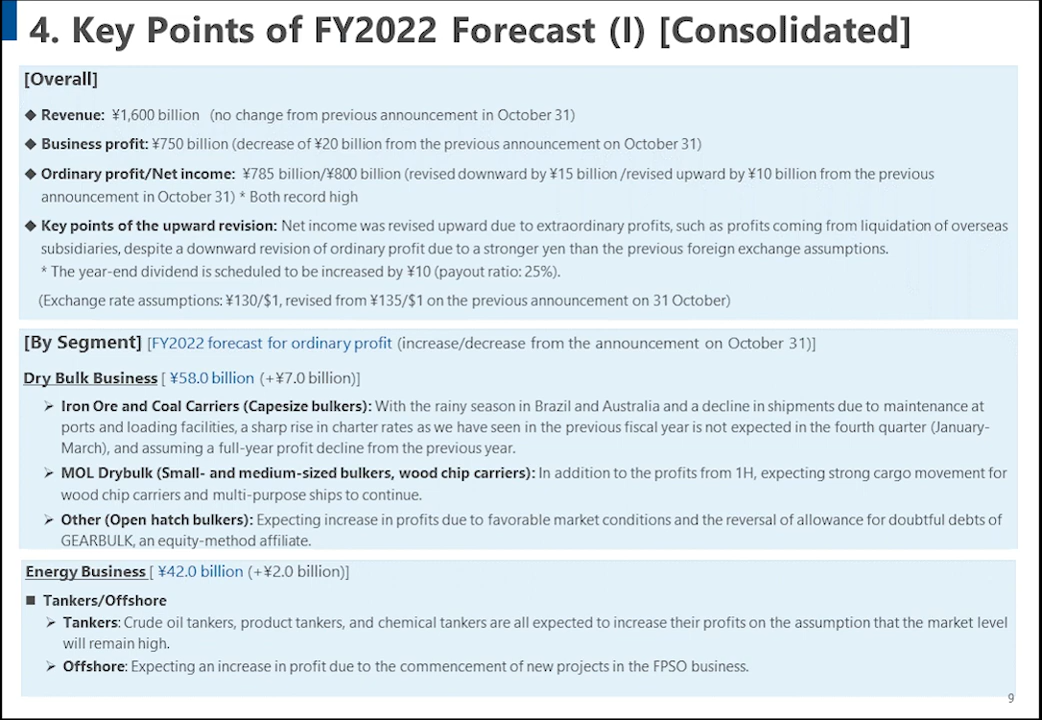 4. Key Points of FY2022 Forecast (I) [Consolidated]
[Overall]
◆ Revenue: ¥1,600 billion (no change from previous announcement in October 31)
◆ Business profit: ¥750 billion (decrease of ¥20 billion from the previous announcement on October 31)
◆ Ordinary profit/Net income: ¥785 billion/¥800 billion (revised downward by ¥15 billion /revised upward by ¥10 billion from the previous
announcement in October 31) * Both record high
◆ Key points of the upward revision: Net income was revised upward due to extraordinary profits, such as profits coming from liquidation of overseas
subsidiaries, despite a downward revision of ordinary profit due to a stronger yen than the previous foreign exchange assumptions.
* The year-end dividend is scheduled to be increased by ¥10 (payout ratio: 25%).
(Exchange rate assumptions: ¥130/$1, revised from ¥135/$1 on the previous announcement on 31 October)
[By Segment] [FY2022 forecast for ordinary profit (increase/decrease from the announcement on October 31)]
Dry Bulk Business [ ¥58.0 billion (+¥7.0 billion)]
➢ Iron Ore and Coal Carriers (Capesize bulkers): With the rainy season in Brazil and Australia and a decline in shipments due to maintenance at
ports and loading facilities, a sharp rise in charter rates as we have seen in the previous fiscal year is not expected in the fourth quarter (January-
March), and assuming a full-year profit decline from the previous year.
➢ MOL Drybulk (Small- and medium-sized bulkers, wood chip carriers): In addition to the profits from 1H, expecting strong cargo movement for
wood chip carriers and multi-purpose ships to continue.
➢ Other (Open hatch bulkers): Expecting increase in profits due to favorable market conditions and the reversal of allowance for doubtful debts of
GEARBULK, an equity-method affiliate.
Energy Business [ ¥42.0 billion (+¥2.0 billion)]
■ Tankers/Offshore
➢ Tankers: Crude oil tankers, product tankers, and chemical tankers are all expected to increase their profits on the assumption that the market level
will remain high.
➢ Offshore: Expecting an increase in profit due to the commencement of new projects in the FPSO business.
9